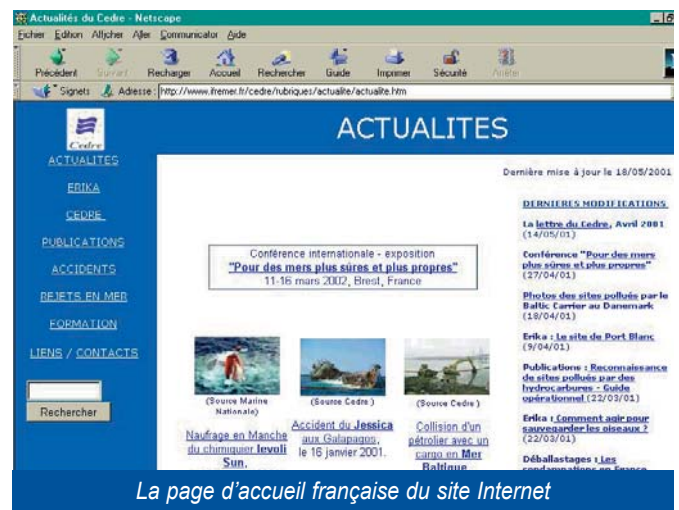 Actualités du Cedre - Netscape
Fichier Edition Afficher Aller Communicator Aide
Précédent Suivant Recharger Accueil Rechercher Guide Imprimer Sécurité Arrêter
Signets Adresse : http://www.ifremer.fr/cedre/rubriques/actualite/actualite.htm
Cedre
ACTUALITES
ERIKA
CEDRE
PUBLICATIONS
ACCIDENTS
REJETS EN MER
FORMATION
LIENS / CONTACTS
Rechercher
ACTUALITES
Dernière mise à jour le 18/05/2001
Conférence internationale - exposition
"Pour des mers plus sûres et plus propres"
11-16 mars 2002, Brest, France
(Source Marine
Nationale)
Naufrage en Manche
du chimiquier Ievoli
Sun,
(Source Cedre)
Accident du Jessica
aux Galapagos,
le 16 janvier 2001.
(Source Cedre)
Collision d'un
pétrolier avec un
cargo en Mer
Baltique
DERNIERES MODIFICATIONS
La lettre du Cedre, Avril 2001
(14/05/01)
Conférence "Pour des mers
plus sûres et plus propres"
(27/04/01)
Photos des sites pollués par le
Baltic Carrier au Danemark
(18/04/01)
Erika : Le site de Port Blanc
(9/04/01)
Publications : Reconnaissance
de sites pollués par des
hydrocarbures - Guide
opérationnel (22/03/01)
Erika : Comment agir pour
sauvegarder les oiseaux ?
(22/03/01)
Déballastages : Les
condamnations en France
La page d'accueil française du site Internet